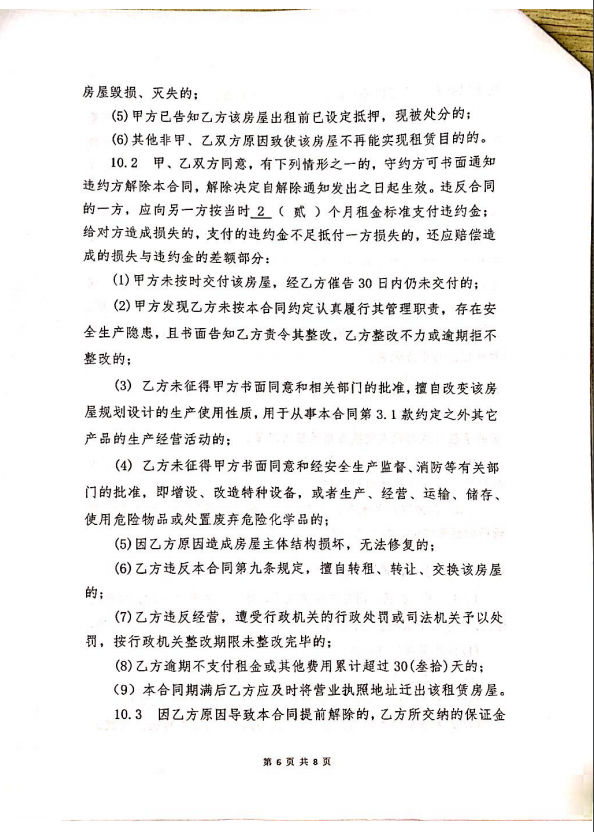 房屋毁损、灭失的;
(5)甲方已告知乙方该房屋出租前已设定抵押，现被处分的;
(6)其他非甲、乙双方原因致使该房屋不再能实现租赁目的的。
10.2 甲、乙双方同意，有下列情形之一的，守约方可书面通知
违约方解除本合同，解除决定自解除通知发出之日起生效。违反合同
的一方，应向另一方按当时 2 ( 贰 )个月租金标准支付违约金;
给对方造成损失的，支付的违约金不足抵付一方损失的，还应赔偿造
成的损失与违约金的差额部分:
(1)甲方未按时交付该房屋，经乙方催告 30 日内仍未交付的;
(2)甲方发现乙方未按本合同约定认真履行其管理职责，存在安
全生产隐患，且书面告知乙方责令其整改，乙方整改不力或逾期拒不
整改的;
(3) 乙方未征得甲方书面同意和相关部门的批准，擅自改变该房
屋规划设计的生产使用性质，用于从事本合同第 3.1 款约定之外其它
产品的生产经营活动的;
(4) 乙方未征得甲方书面同意和经安全生产监督、消防等有关部
门的批准，即增设、改造特种设备，或者生产、经营、运输、储存、
使用危险物品或处置废弃危险化学品的;
(5)因乙方原因造成房屋主体结构损坏，无法修复的;
(6)乙方违反本合同第九条规定，擅自转租、转让、交换该房屋
的;
(7)乙方违反经营，遭受行政机关的行政处罚或司法机关予以处
罚，按行政机关整改期限未整改完毕的;
(8)乙方逾期不支付租金或其他费用累计超过 30(叁拾)天的;
(9) 本合同期满后乙方应及时将营业执照地址迁出该租赁房屋。
10.3 因乙方原因导致本合同提前解除的，乙方所交纳的保证金
第 6 页 共 8 页